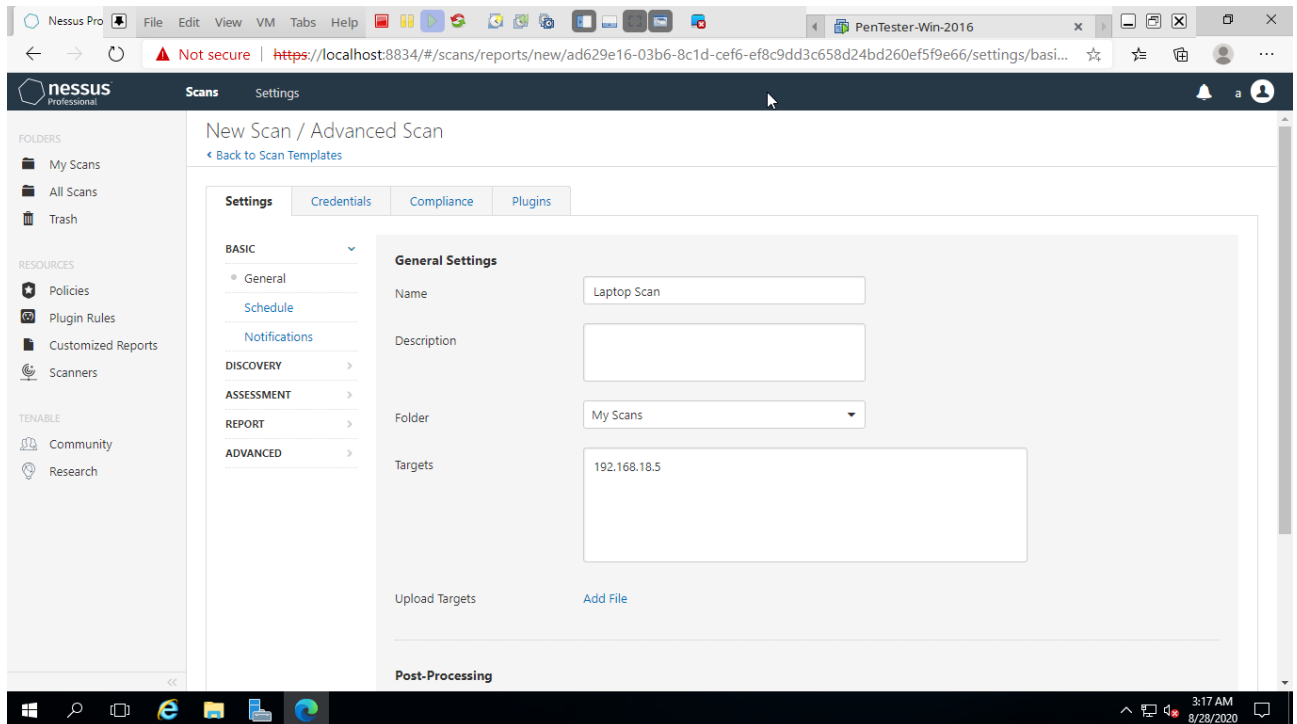 Nessus Pro
File Edit View VM Tabs Help
PenTester-Win-2016
Not secure | https://localhost:8834/#/scans/reports/new/ad629e16-03b6-8c1d-cef6-ef8c9dd3c658d24bd260ef5f9e66/settings/basi...
nessus
Professional
Scans
Settings
a
FOLDERS
My Scans
All Scans
Trash
RESOURCES
Policies
Plugin Rules
Customized Reports
Scanners
TENABLE
Community
Research
New Scan / Advanced Scan
Back to Scan Templates
Settings
Credentials
Compliance
Plugins
BASIC
General
Schedule
Notifications
DISCOVERY
ASSESSMENT
REPORT
ADVANCED
General Settings
Name
Laptop Scan
Description
Folder
My Scans
Targets
192.168.18.5
Upload Targets
Add File
Post-Processing
3:17 AM
8/28/2020